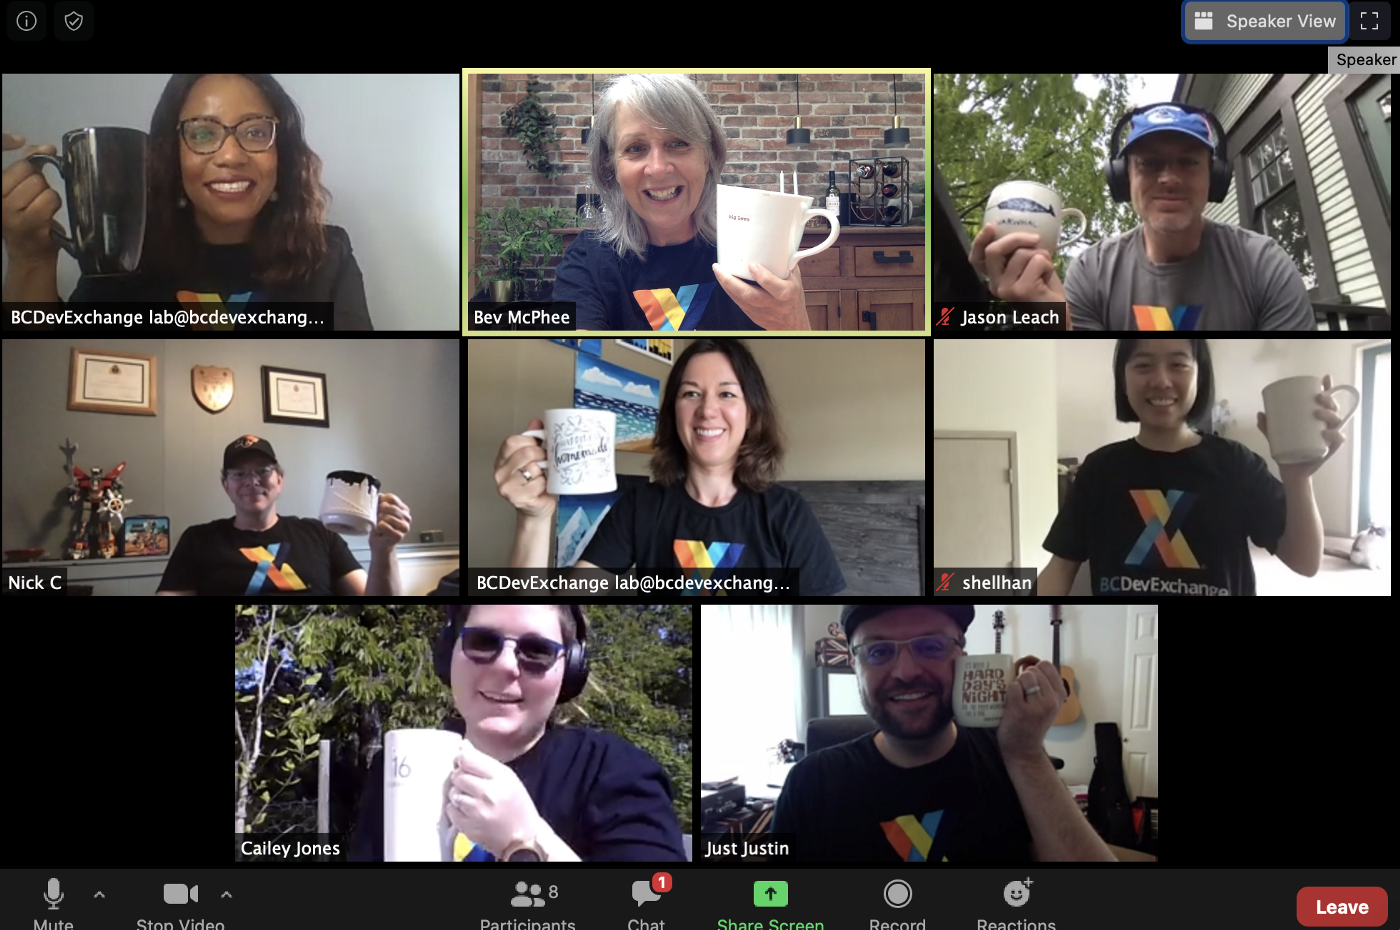 Speaker View
Speaker
BCDevExchange lab@bcdevexchang...
Bev McPhee
Jason Leach
Nick C
homemade
BCDevExchange lab@bcdevexchang...
BCDevExchange
shellhan
16
Cailey Jones
HARD
DAY'S
NIGHT
Just Justin
Mute
Stop Video
8
Participants
1
Chat
Share Screen
Record
Reactions
Leave